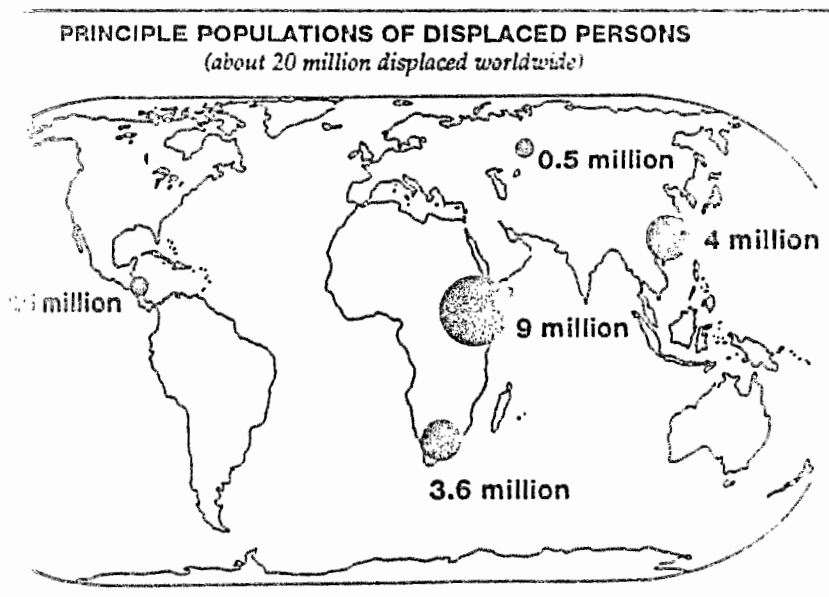 PRINCIPLE POPULATIONS OF DISPLACED PERSONS
(about 20 million displaced worldwide)
0.5 million
4 million
million
9 million
3.6 million